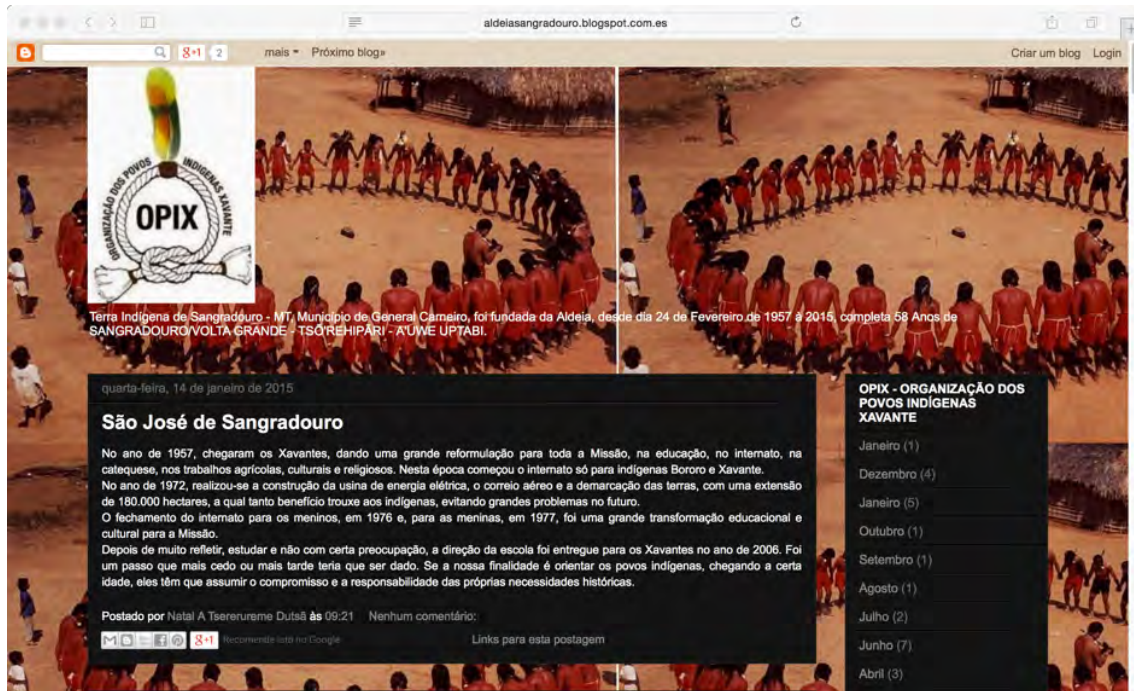 aldeiasangradouro.blogspot.com.es
8+1 2 mais Próximo blog» Criar um blog Login
ORGANIZAÇÃO DOS POVOS INDIGENAS XAVANTE
OPIX
Terra Indígena de Sangradouro - MT, Município de General Carneiro, foi fundada da Aldeia, desde dia 24 de Fevereiro de 1957 à 2015, completa 58 Anos de
SANGRADOURO/VOLTA GRANDE - TSÕ'REHIPÃRI - A'UWE UPTABI.
quarta-feira, 14 de janeiro de 2015
São José de Sangradouro
No ano de 1957, chegaram os Xavantes, dando uma grande reformulação para toda a Missão, na educação, no internato, na
catequese, nos trabalhos agrícolas, culturais e religiosos. Nesta época começou o internato só para indígenas Bororo e Xavante.
No ano de 1972, realizou-se a construção da usina de energia elétrica, o correio aéreo e a demarcação das terras, com uma extensão
de 180.000 hectares, a qual tanto benefício trouxe aos indígenas, evitando grandes problemas no futuro.
O fechamento do internato para os meninos, em 1976 e, para as meninas, em 1977, foi uma grande transformação educacional e
cultural para a Missão.
Depois de muito refletir, estudar e não com certa preocupação, a direção da escola foi entregue para os Xavantes no ano de 2006. Foi
um passo que mais cedo ou mais tarde teria que ser dado. Se a nossa finalidade é orientar os povos indígenas, chegando a certa
idade, eles têm que assumir o compromisso e a responsabilidade das próprias necessidades históricas.
Postado por Natal A Tsererureme Dutsã às 09:21 Nenhum comentário:
8+1 Recomende isto no Google Links para esta postagem
OPIX - ORGANIZAÇÃO DOS
POVOS INDÍGENAS
XAVANTE
Janeiro (1)
Dezembro (4)
Janeiro (5)
Outubro (1)
Setembro (1)
Agosto (1)
Julho (2)
Junho (7)
Abril (3)